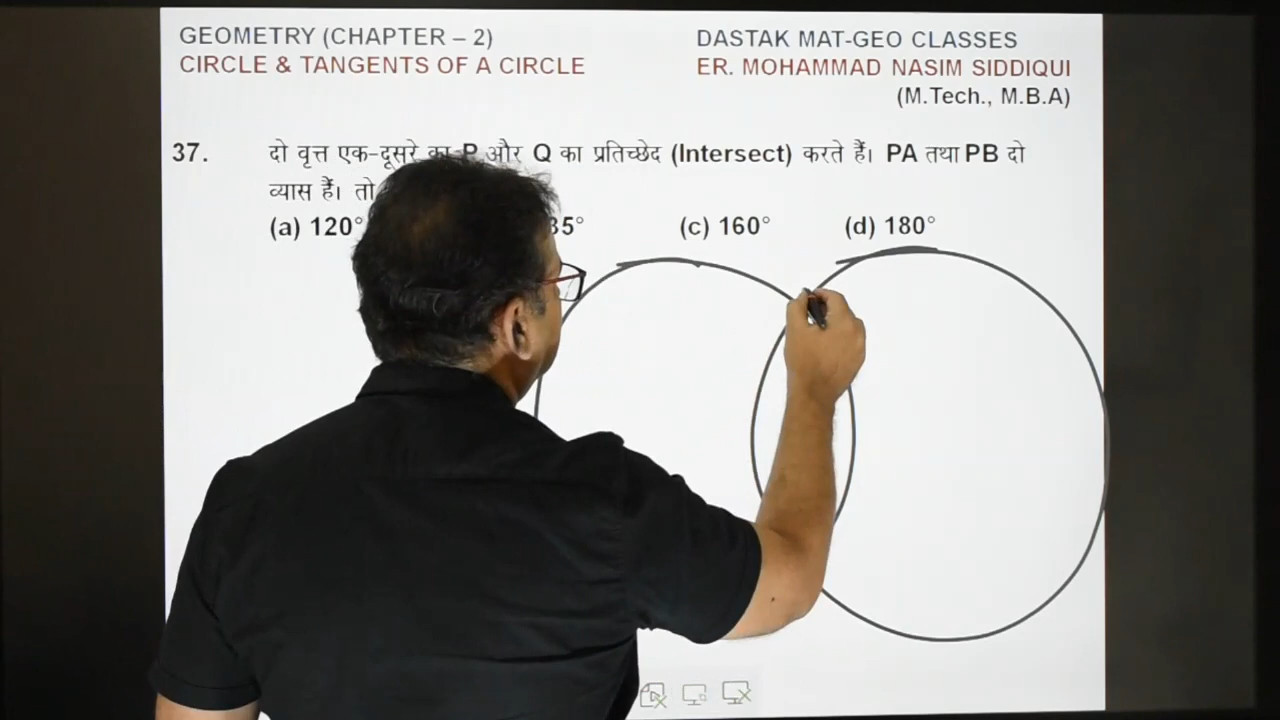 GEOMETRY (CHAPTER – 2)
CIRCLE & TANGENTS OF A CIRCLE
DASTAK MAT-GEO CLASSES
ER. MOHAMMAD NASIM SIDDIQUI
(M.Tech., M.B.A)
37. दो वृत्त एक-दूसरे का P और Q का प्रतिच्छेद (Intersect) करते हैं। PA तथा PB दो
व्यास हैं। तो
(a) 120° 35° (c) 160° (d) 180°